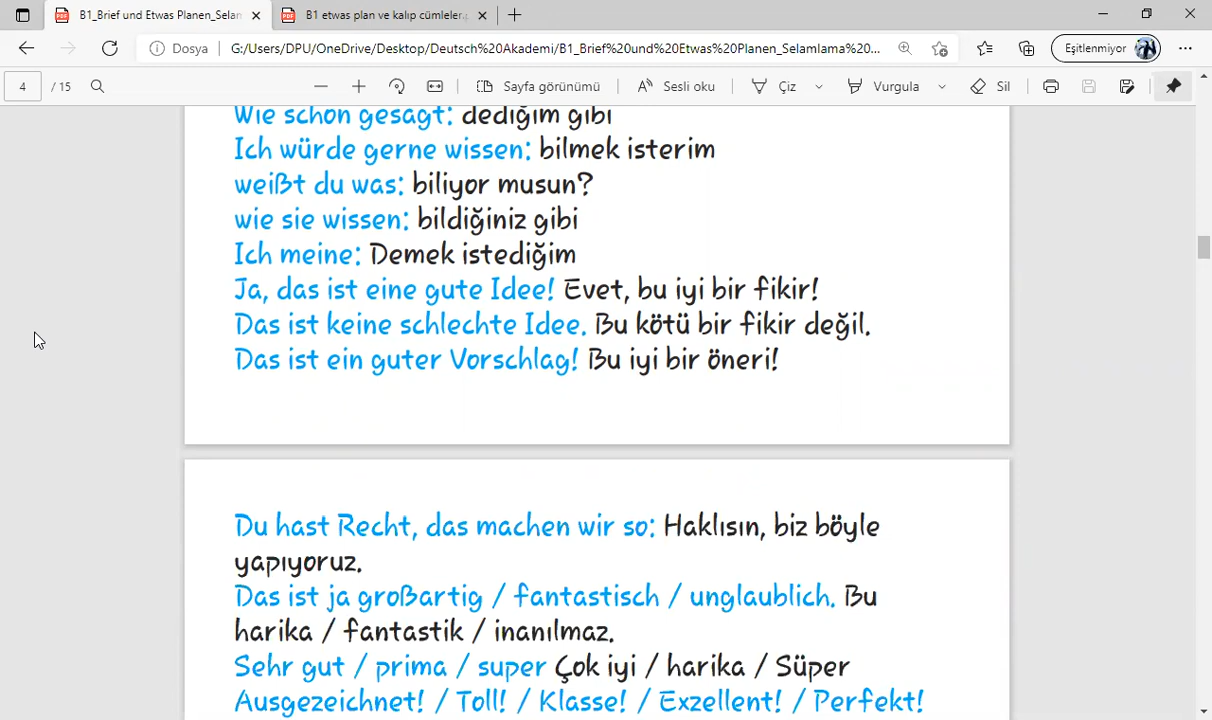 B1_Brief und Etwas Planen_Selam
B1 etwas plan ve kalıp cümleler.p
Dosya
G:/Users/DPU/OneDrive/Desktop/Deutsch%20Akademi/B1_Brief%20und%20Etwas%20Planen_Selamlama%20...
Eşitlenmiyor
4 / 15
Sayfa görünümü
Sesli oku
Çiz
Vurgula
Sil
Wie schon gesagt: dediğim gibi
Ich würde gerne wissen: bilmek isterim
weißt du was: biliyor musun?
wie sie wissen: bildiğiniz gibi
Ich meine: Demek istediğim
Ja, das ist eine gute Idee! Evet, bu iyi bir fikir!
Das ist keine schlechte Idee. Bu kötü bir fikir değil.
Das ist ein guter Vorschlag! Bu iyi bir öneri!
Du hast Recht, das machen wir so: Haklısın, biz böyle
yapıyoruz.
Das ist ja großartig / fantastisch / unglaublich. Bu
harika / fantastik / inanılmaz.
Sehr gut / prima / super Çok iyi / harika / Süper
Ausgezeichnet! / Toll! / Klasse! / Exzellent! / Perfekt!